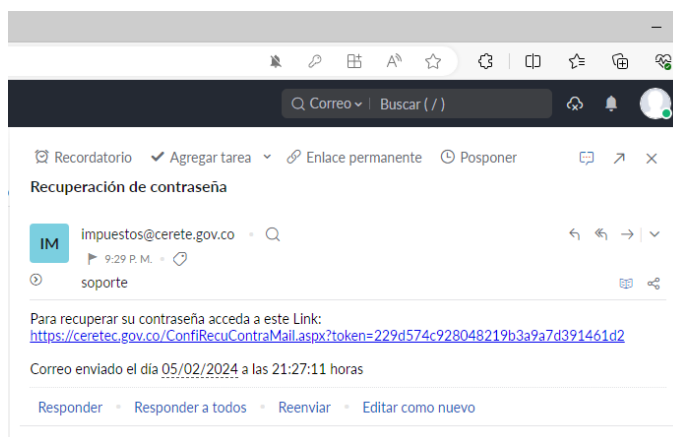 Correo
Buscar ( / )
Recordatorio
Agregar tarea
Enlace permanente
Posponer
Recuperación de contraseña
IM
impuestos@cerete.gov.co
9:29 P. M.
soporte
Para recuperar su contraseña acceda a este Link:
https://ceretec.gov.co/ConfiRecuContraMail.aspx?token=229d574c928048219b3a9a7d391461d2
Correo enviado el día 05/02/2024 a las 21:27:11 horas
Responder
Responder a todos
Reenviar
Editar como nuevo